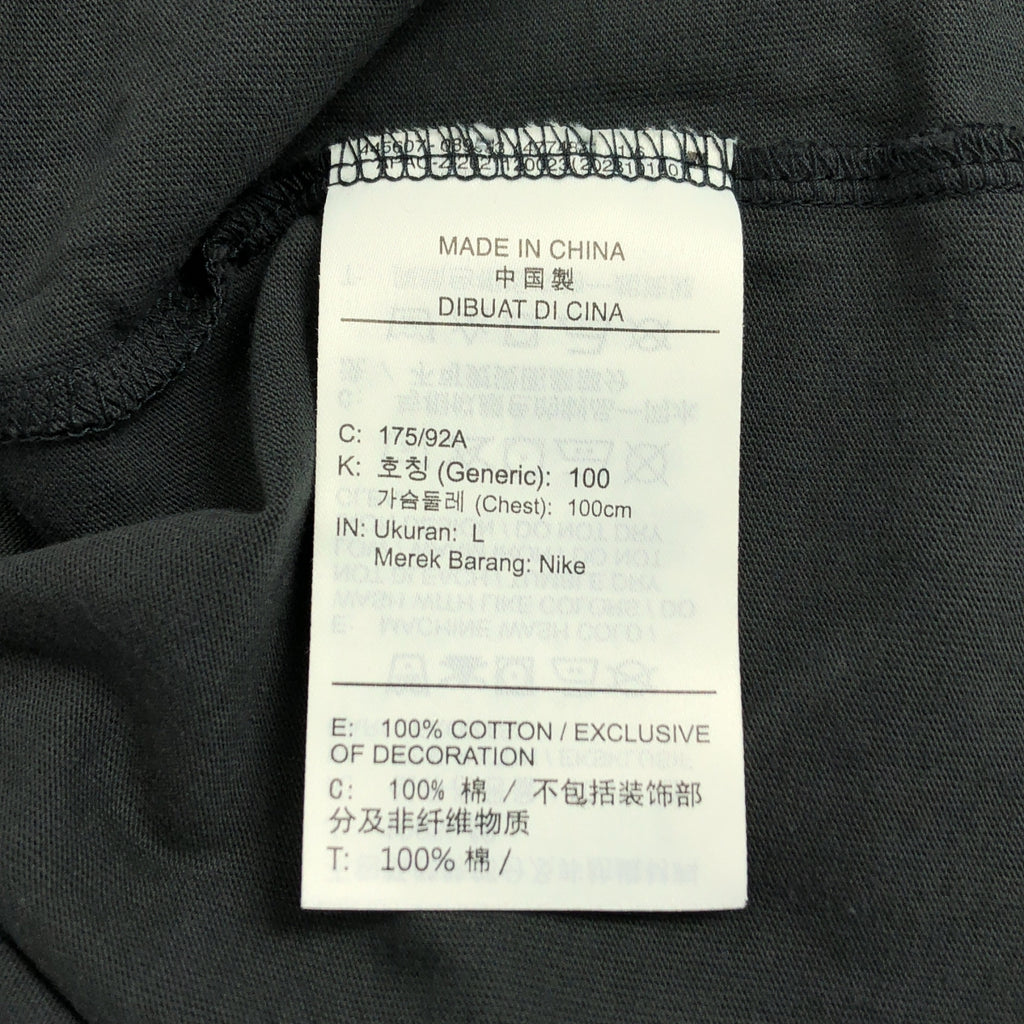 MADE IN CHINA
中国製
DIBUAT DI CINA
C: 175/92A
K: 호칭 (Generic): 100
가슴둘레 (Chest): 100cm
IN: Ukuran: L
Merek Barang: Nike
E: 100% COTTON / EXCLUSIVE
OF DECORATION
C: 100% 棉 / 不包括装饰部
分及非纤维物质
T: 100% 棉 /